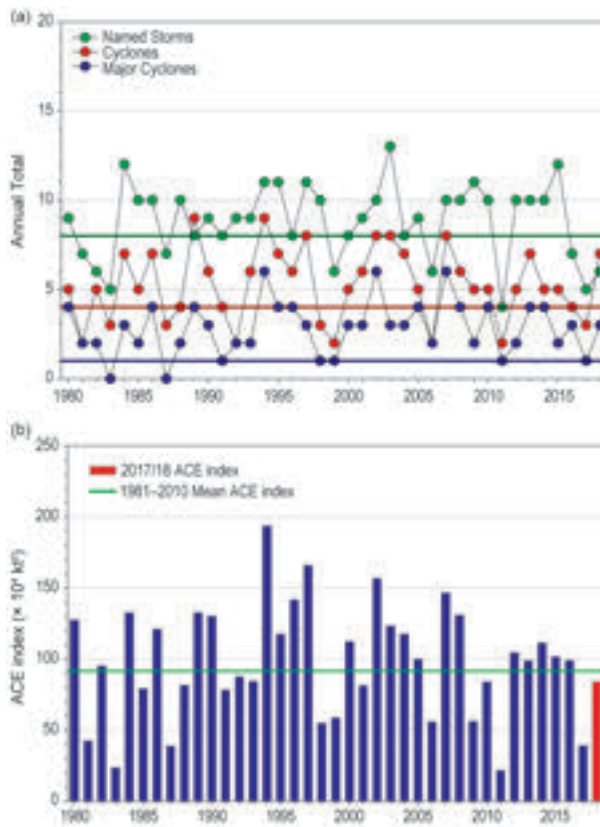 (a)
20
15
10
5
0
Annual Total
Named Storms
Cyclones
Major Cyclones
1980 1985 1990 1995 2000 2005 2010 2015
(b)
250
200
150
100
50
0
ACE index (× 10⁴ kt²)
2017/18 ACE index
1981–2010 Mean ACE index
1980 1985 1990 1995 2000 2005 2010 2015